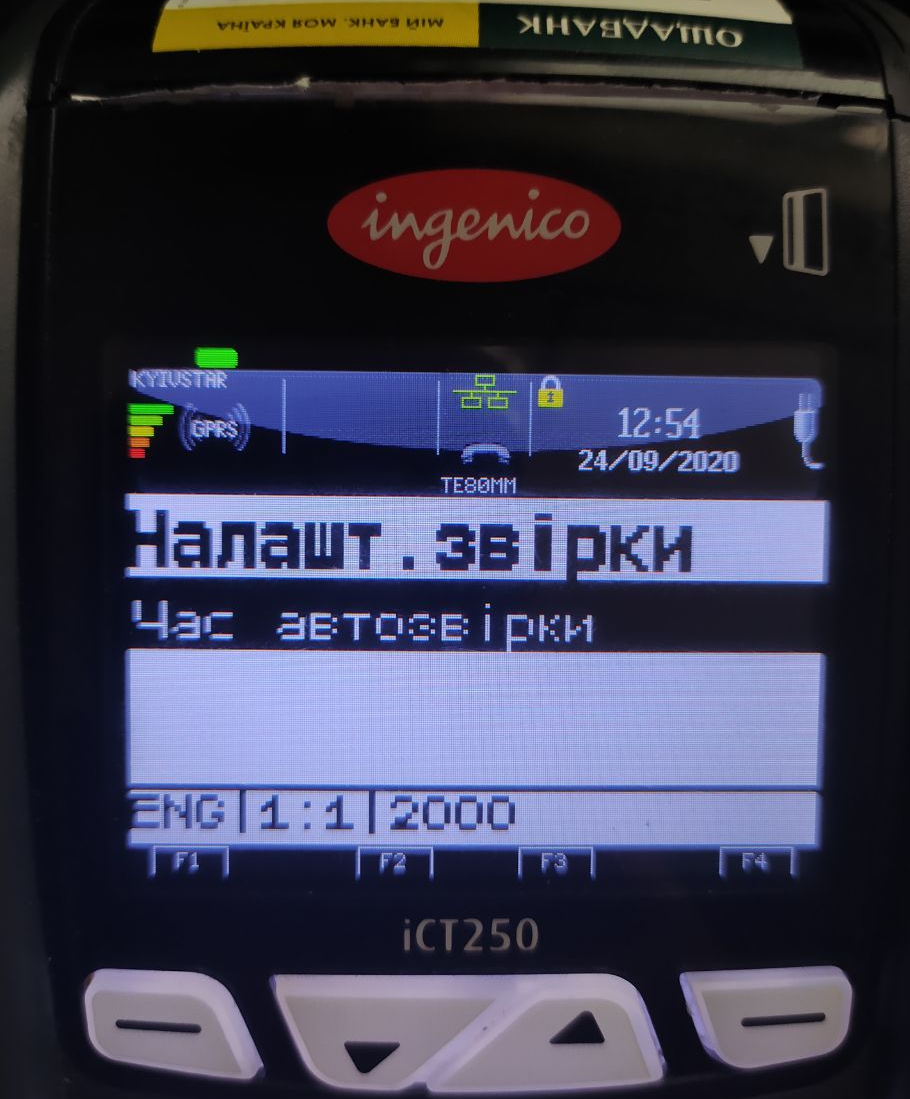 МІЙ БАНК. МОЯ КРАЇНА
ОЩАДБАНК
ingenico
KYIVSTAR
GPRS
12:54
24/09/2020
TE80MM
Налашт.звірки
Час автозвірки
ENG|1:1|2000
F1 F2 F3 F4
iCT250